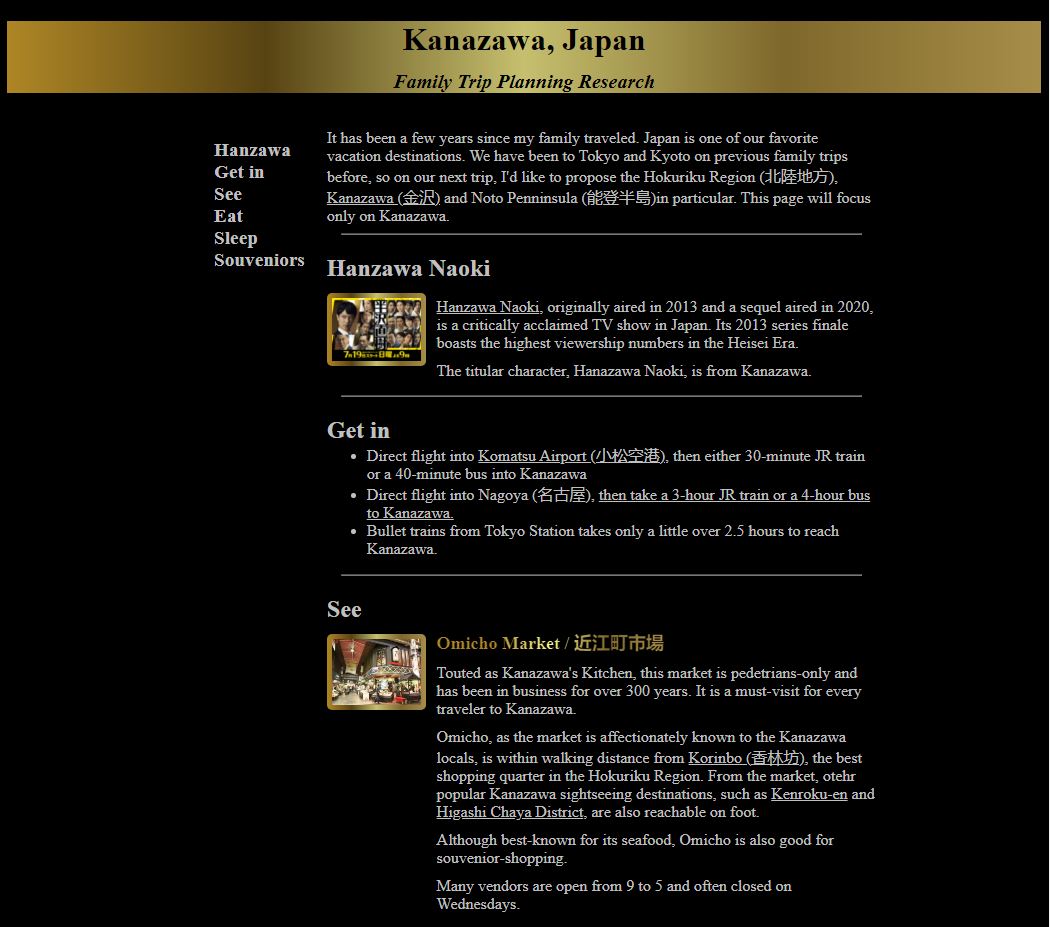 Kanazawa, Japan
Family Trip Planning Research
Hanzawa
Get in
See
Eat
Sleep
Souveniors
It has been a few years since my family traveled. Japan is one of our favorite
vacation destinations. We have been to Tokyo and Kyoto on previous family trips
before, so on our next trip, I'd like to propose the Hokuriku Region (北陸地方),
Kanazawa (金沢) and Noto Penninsula (能登半島)in particular. This page will focus
only on Kanazawa.
Hanzawa Naoki
半沢直樹
7月19日スタート 日曜よる9時
Hanzawa Naoki, originally aired in 2013 and a sequel aired in 2020,
is a critically acclaimed TV show in Japan. Its 2013 series finale
boasts the highest viewership numbers in the Heisei Era.
The titular character, Hanazawa Naoki, is from Kanazawa.
Get in
• Direct flight into Komatsu Airport (小松空港), then either 30-minute JR train
or a 40-minute bus into Kanazawa
• Direct flight into Nagoya (名古屋), then take a 3-hour JR train or a 4-hour bus
to Kanazawa.
• Bullet trains from Tokyo Station takes only a little over 2.5 hours to reach
Kanazawa.
See
Omicho Market / 近江町市場
Touted as Kanazawa's Kitchen, this market is pedetrians-only and
has been in business for over 300 years. It is a must-visit for every
traveler to Kanazawa.
Omicho, as the market is affectionately known to the Kanazawa
locals, is within walking distance from Korinbo (香林坊), the best
shopping quarter in the Hokuriku Region. From the market, otehr
popular Kanazawa sightseeing destinations, such as Kenroku-en and
Higashi Chaya District, are also reachable on foot.
Although best-known for its seafood, Omicho is also good for
souvenior-shopping.
Many vendors are open from 9 to 5 and often closed on
Wednesdays.